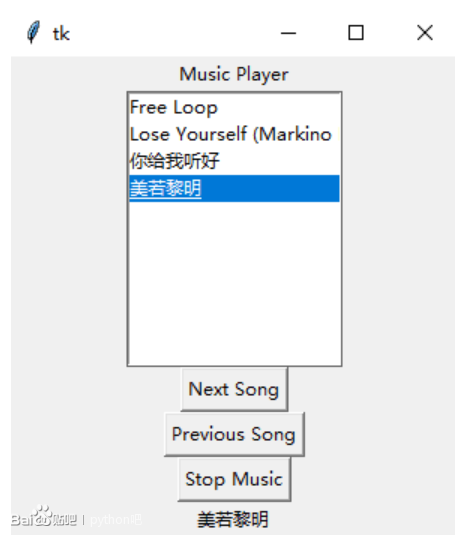 tk
Music Player
Free Loop
Lose Yourself (Markino
你给我听好
美若黎明
Next Song
Previous Song
Stop Music
美若黎明
Bai贴吧 | python吧